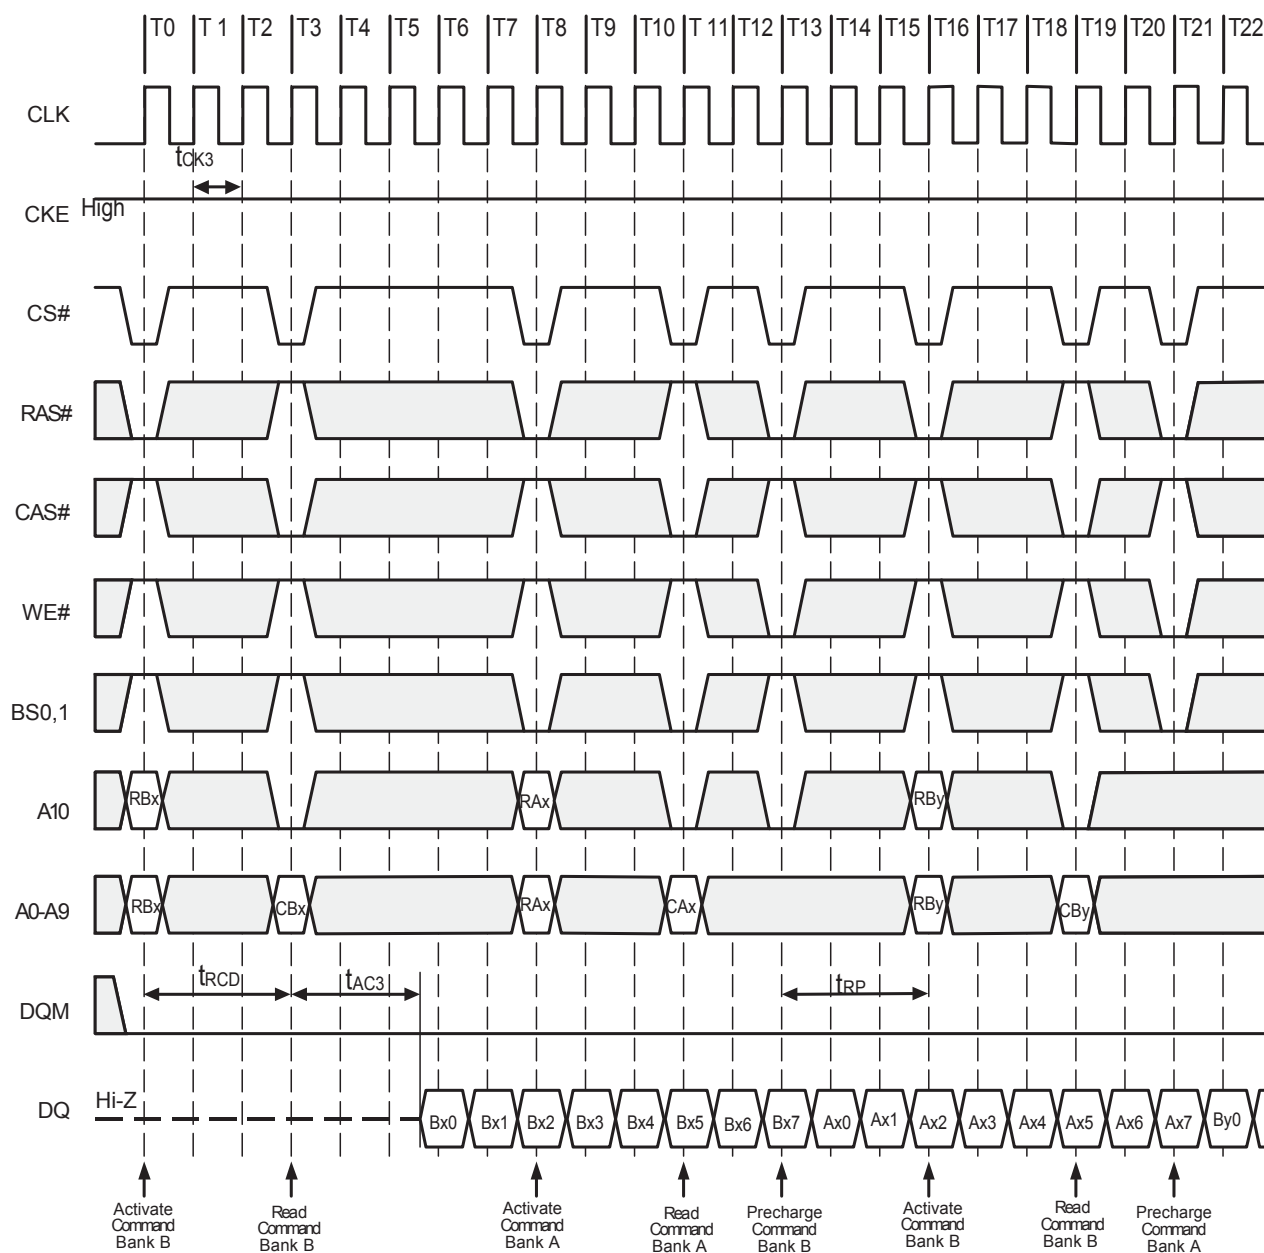 T0 T 1 T2 T3 T4 T5 T6 T7 T8 T9 T10 T 11 T12 T13 T14 T15 T16 T17 T18 T19 T20 T21 T22
CLK
tCK3
CKE High
CS#
RAS#
CAS#
WE#
BS0,1
A10 RBx RAx RBy
A0-A9 RBx CBx RAx CAx RBy CBy
tRCD tAC3 tRP
DQM
Hi-Z
DQ Bx0 Bx1 Bx2 Bx3 Bx4 Bx5 Bx6 Bx7 Ax0 Ax1 Ax2 Ax3 Ax4 Ax5 Ax6 Ax7 By0
Activate
Command
Bank B
Read
Command
Bank B
Activate
Command
Bank A
Read
Command
Bank A
Precharge
Command
Bank B
Activate
Command
Bank B
Read
Command
Bank B
Precharge
Command
Bank A